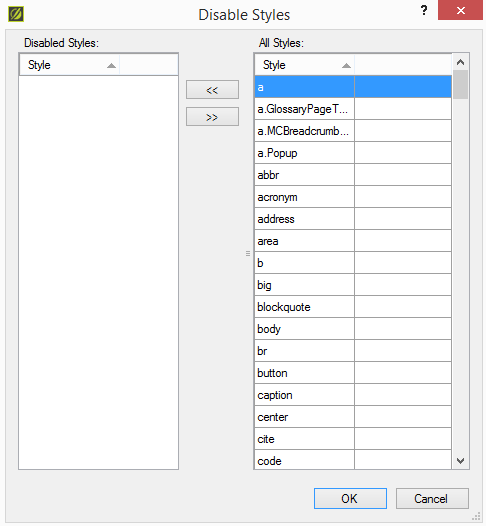 Disable Styles
?
Disabled Styles:
Style
<<
>>
All Styles:
Style
a
a.GlossaryPageT...
a.MCBreadcrumb...
a.Popup
abbr
acronym
address
area
b
big
blockquote
body
br
button
caption
center
cite
code
OK
Cancel